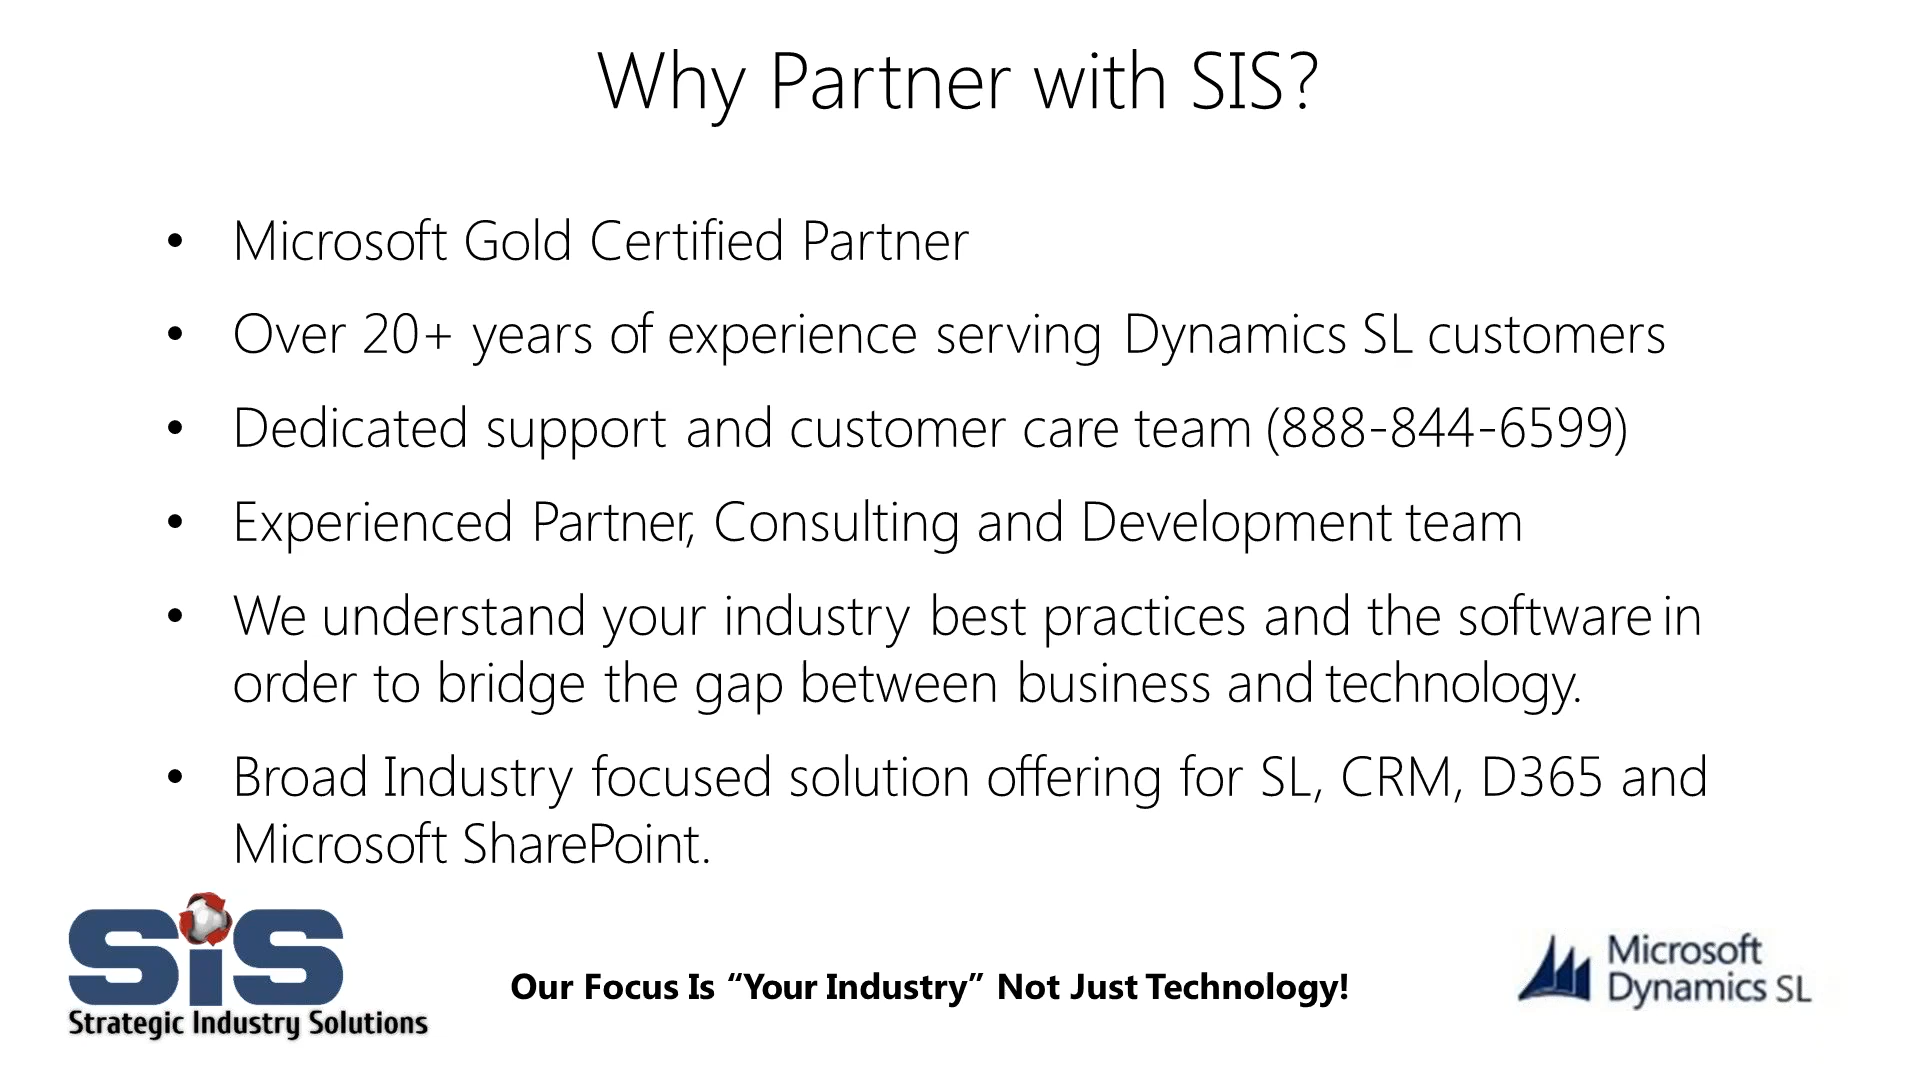 Why Partner with SIS?
• Microsoft Gold Certified Partner
• Over 20+ years of experience serving Dynamics SL customers
• Dedicated support and customer care team (888-844-6599)
• Experienced Partner, Consulting and Development team
• We understand your industry best practices and the software in
order to bridge the gap between business and technology.
• Broad Industry focused solution offering for SL, CRM, D365 and
Microsoft SharePoint.
SiS
Strategic Industry Solutions
Our Focus Is “Your Industry” Not Just Technology!
Microsoft
Dynamics SL